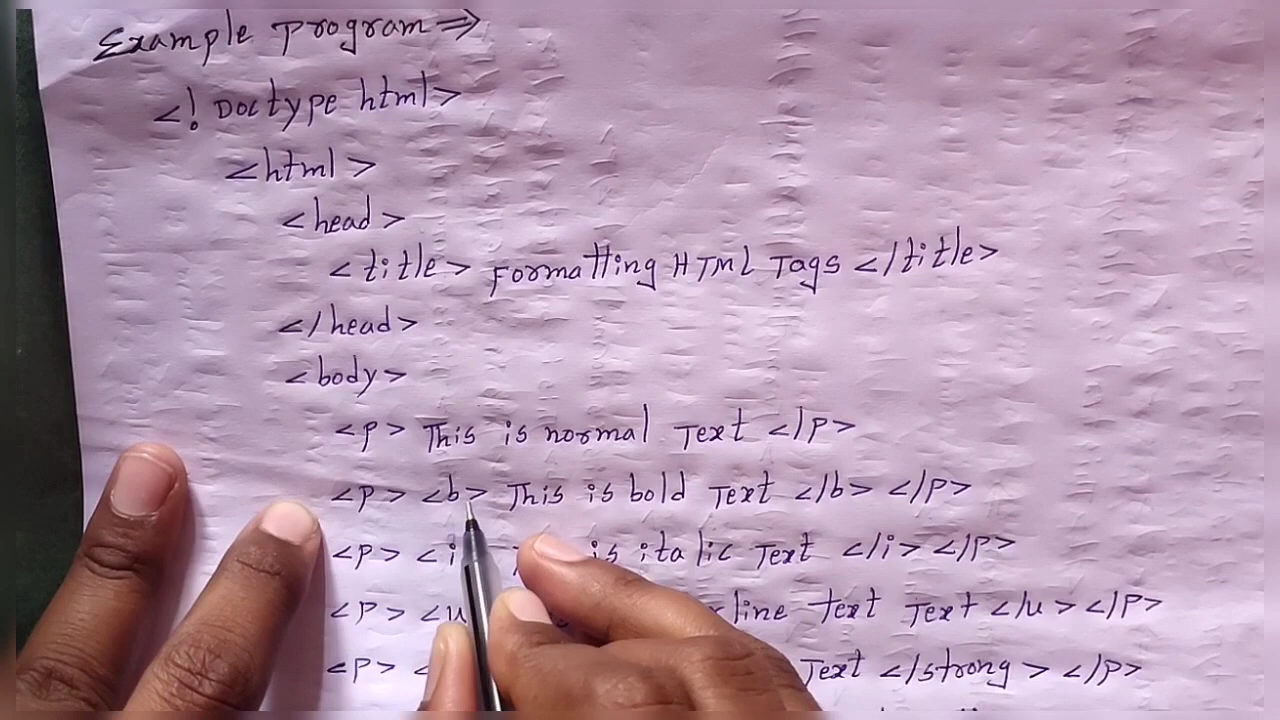 Example Program ⇒
<! Doctype html>
<html>
<head>
<title> Formatting HTML Tags </title>
</head>
<body>
<p> This is normal Text </p>
<p> <b> This is bold Text </b> </p>
<p> <i is italic Text </i> </p>
<p> <u line text Text </u> </p>
<p> < Text </strong> </p>